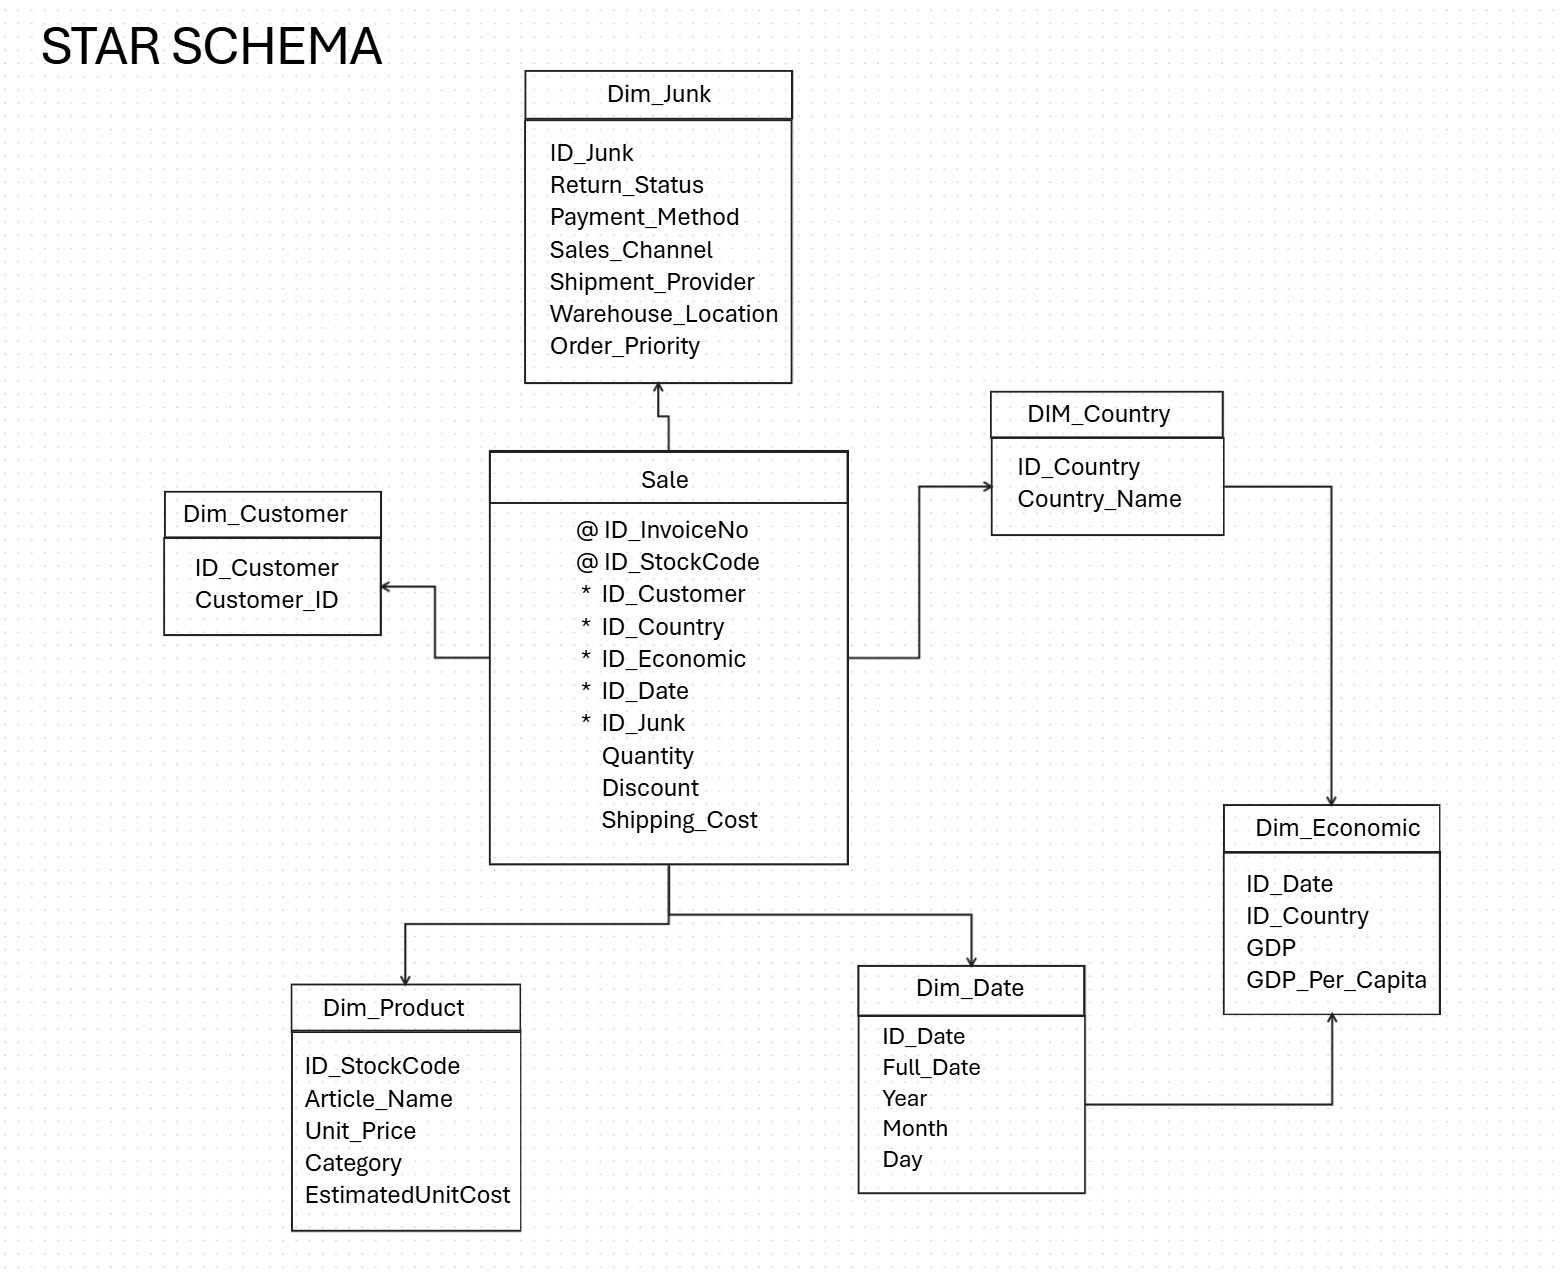 STAR SCHEMA
Dim_Junk
ID_Junk
Return_Status
Payment_Method
Sales_Channel
Shipment_Provider
Warehouse_Location
Order_Priority
DIM_Country
ID_Country
Country_Name
Sale
@ ID_InvoiceNo
@ ID_StockCode
* ID_Customer
* ID_Country
* ID_Economic
* ID_Date
* ID_Junk
Quantity
Discount
Shipping_Cost
Dim_Customer
ID_Customer
Customer_ID
Dim_Economic
ID_Date
ID_Country
GDP
GDP_Per_Capita
Dim_Product
ID_StockCode
Article_Name
Unit_Price
Category
EstimatedUnitCost
Dim_Date
ID_Date
Full_Date
Year
Month
Day